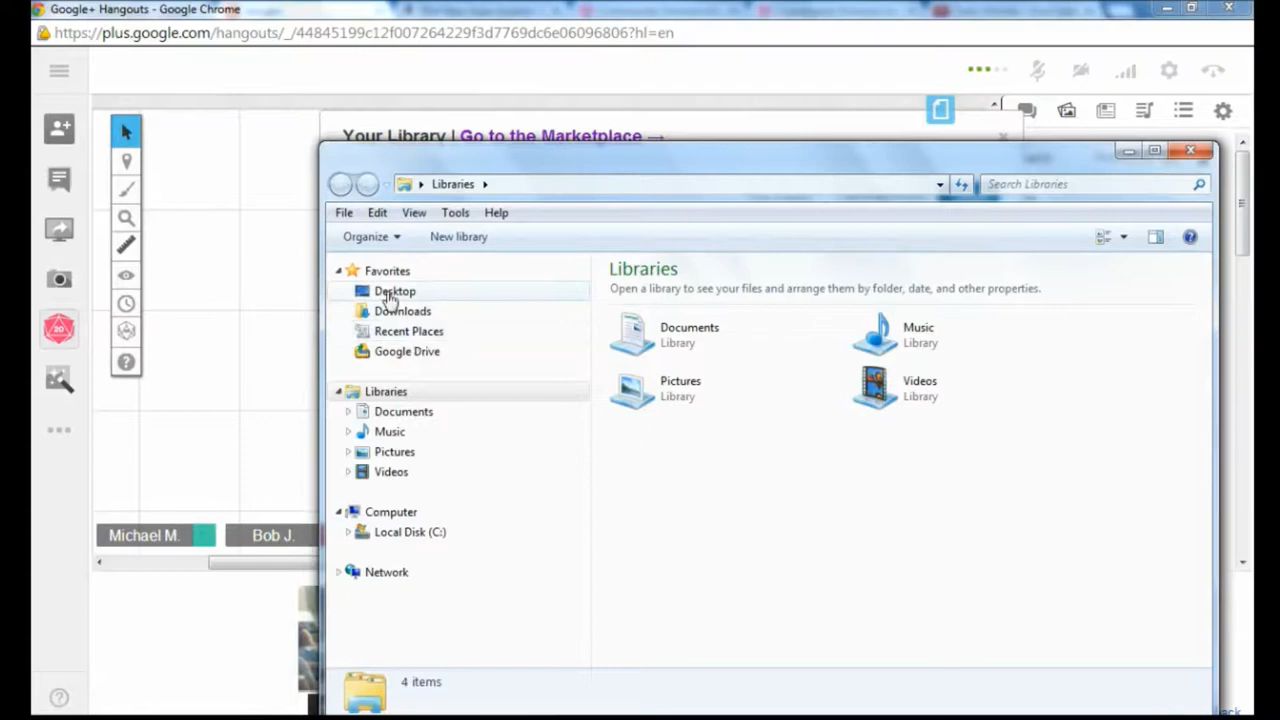 Google+ Hangouts - Google Chrome
https://plus.google.com/hangouts/_/44845199c12f007264229f3d7769dc6e06096806?hl=en
Your Library | Go to the Marketplace →
Libraries
Search Libraries
File Edit View Tools Help
Organize New library
Favorites
Desktop
Downloads
Recent Places
Google Drive
Libraries
Documents
Music
Pictures
Videos
Computer
Local Disk (C:)
Network
Libraries
Open a library to see your files and arrange them by folder, date, and other properties.
Documents
Library
Music
Library
Pictures
Library
Videos
Library
4 items
Michael M.
Bob J.
20